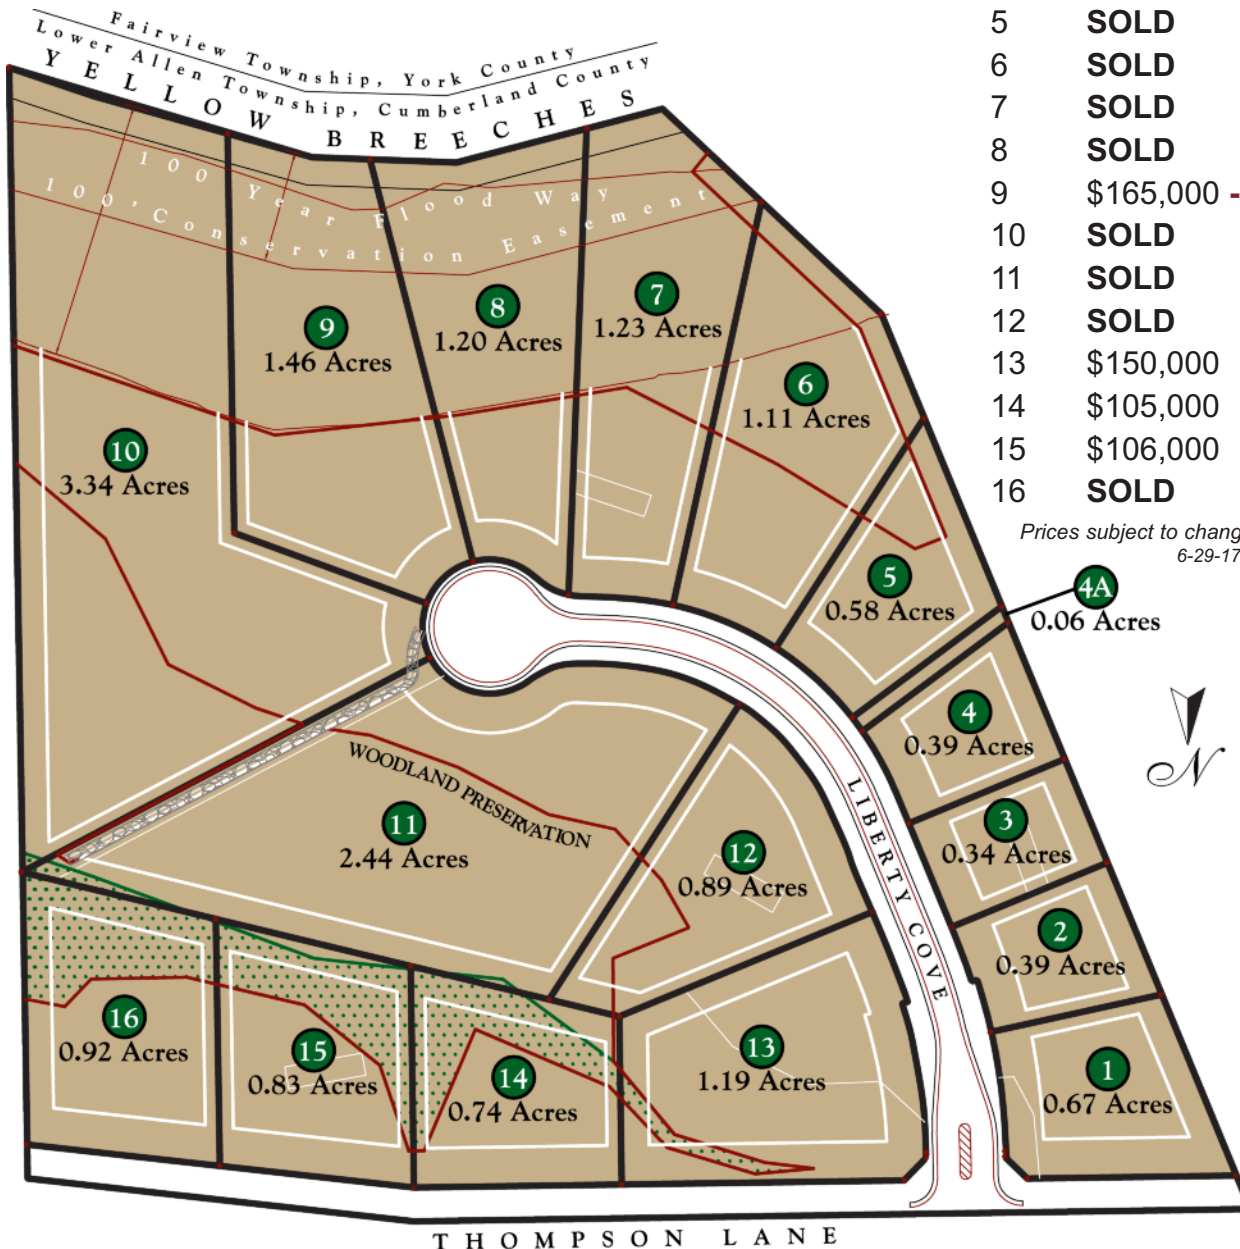 Fairview Township, York County
Lower Allen Township, Cumberland County
YELLOW BREECHES
100 Year Flood Way
100' Conservation Easement
5 SOLD
6 SOLD
7 SOLD
8 SOLD
9 $165,000 -
10 SOLD
11 SOLD
12 SOLD
13 $150,000
14 $105,000
15 $106,000
16 SOLD
Prices subject to chang
6-29-17
9
1.46 Acres
8
1.20 Acres
7
1.23 Acres
6
1.11 Acres
10
3.34 Acres
5
0.58 Acres
4A
0.06 Acres
4
0.39 Acres
N
WOODLAND PRESERVATION
11
2.44 Acres
12
0.89 Acres
LIBERTY COVE
3
0.34 Acres
2
0.39 Acres
16
0.92 Acres
15
0.83 Acres
14
0.74 Acres
13
1.19 Acres
1
0.67 Acres
THOMPSON LANE